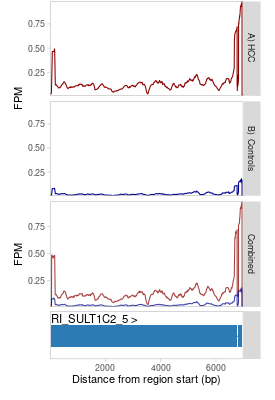 0.75
0.50
0.25
FPM
A) HCC
0.75
0.50
0.25
B) Controls
0.75
0.50
0.25
FPM
Combined
RI_SULT1C2_5 >
2000 4000 6000
Distance from region start (bp)